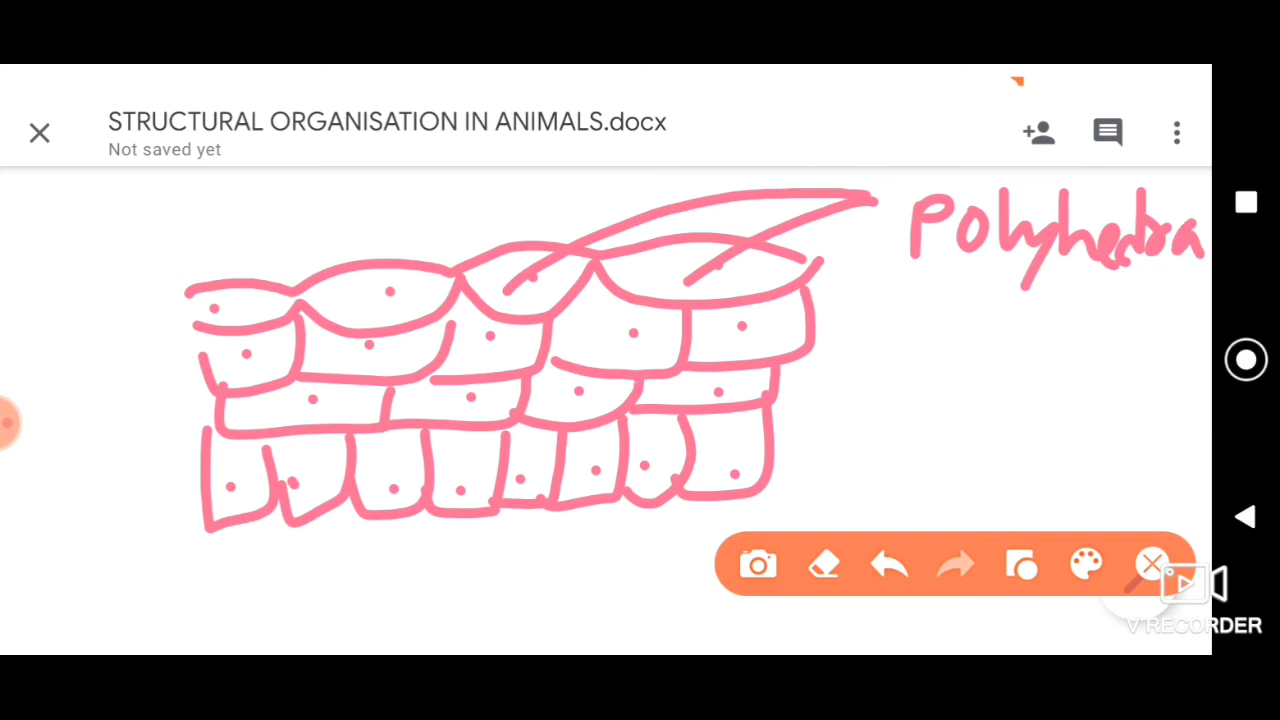 STRUCTURAL ORGANISATION IN ANIMALS.docx
Not saved yet
Polyhedra
V RECORDER